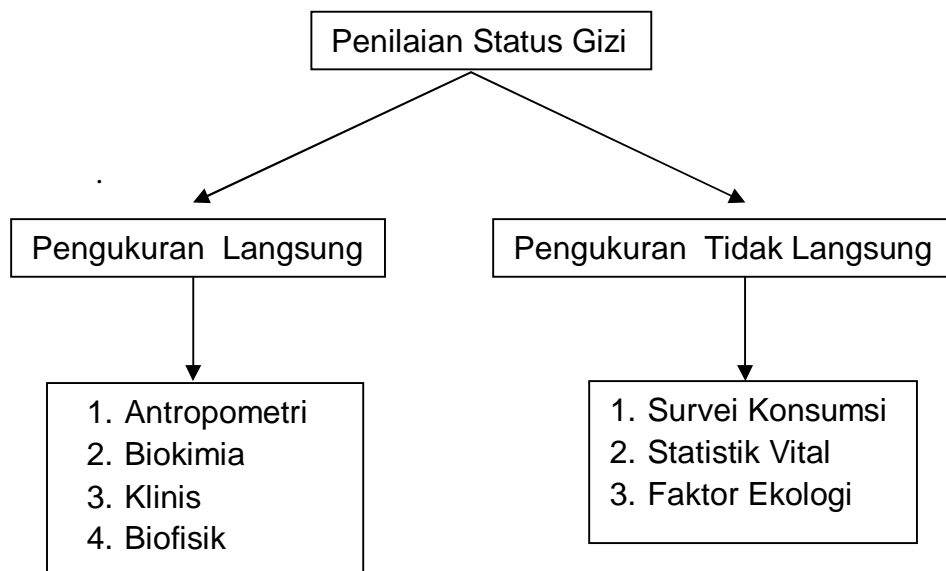 Penilaian Status Gizi
Pengukuran Langsung
Pengukuran Tidak Langsung
1. Antropometri
2. Biokimia
3. Klinis
4. Biofisik
1. Survei Konsumsi
2. Statistik Vital
3. Faktor Ekologi